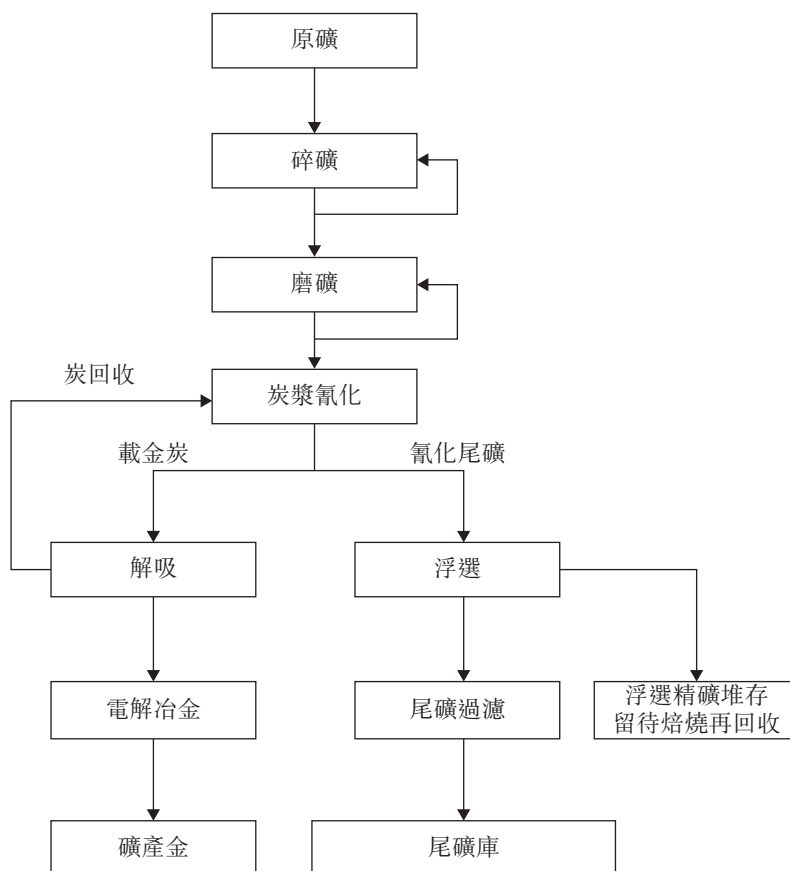 原礦
碎礦
磨礦
炭回收
炭漿氰化
載金炭
氰化尾礦
解吸
浮選
電解冶金
尾礦過濾
浮選精礦堆存
留待焙燒再回收
礦產金
尾礦庫